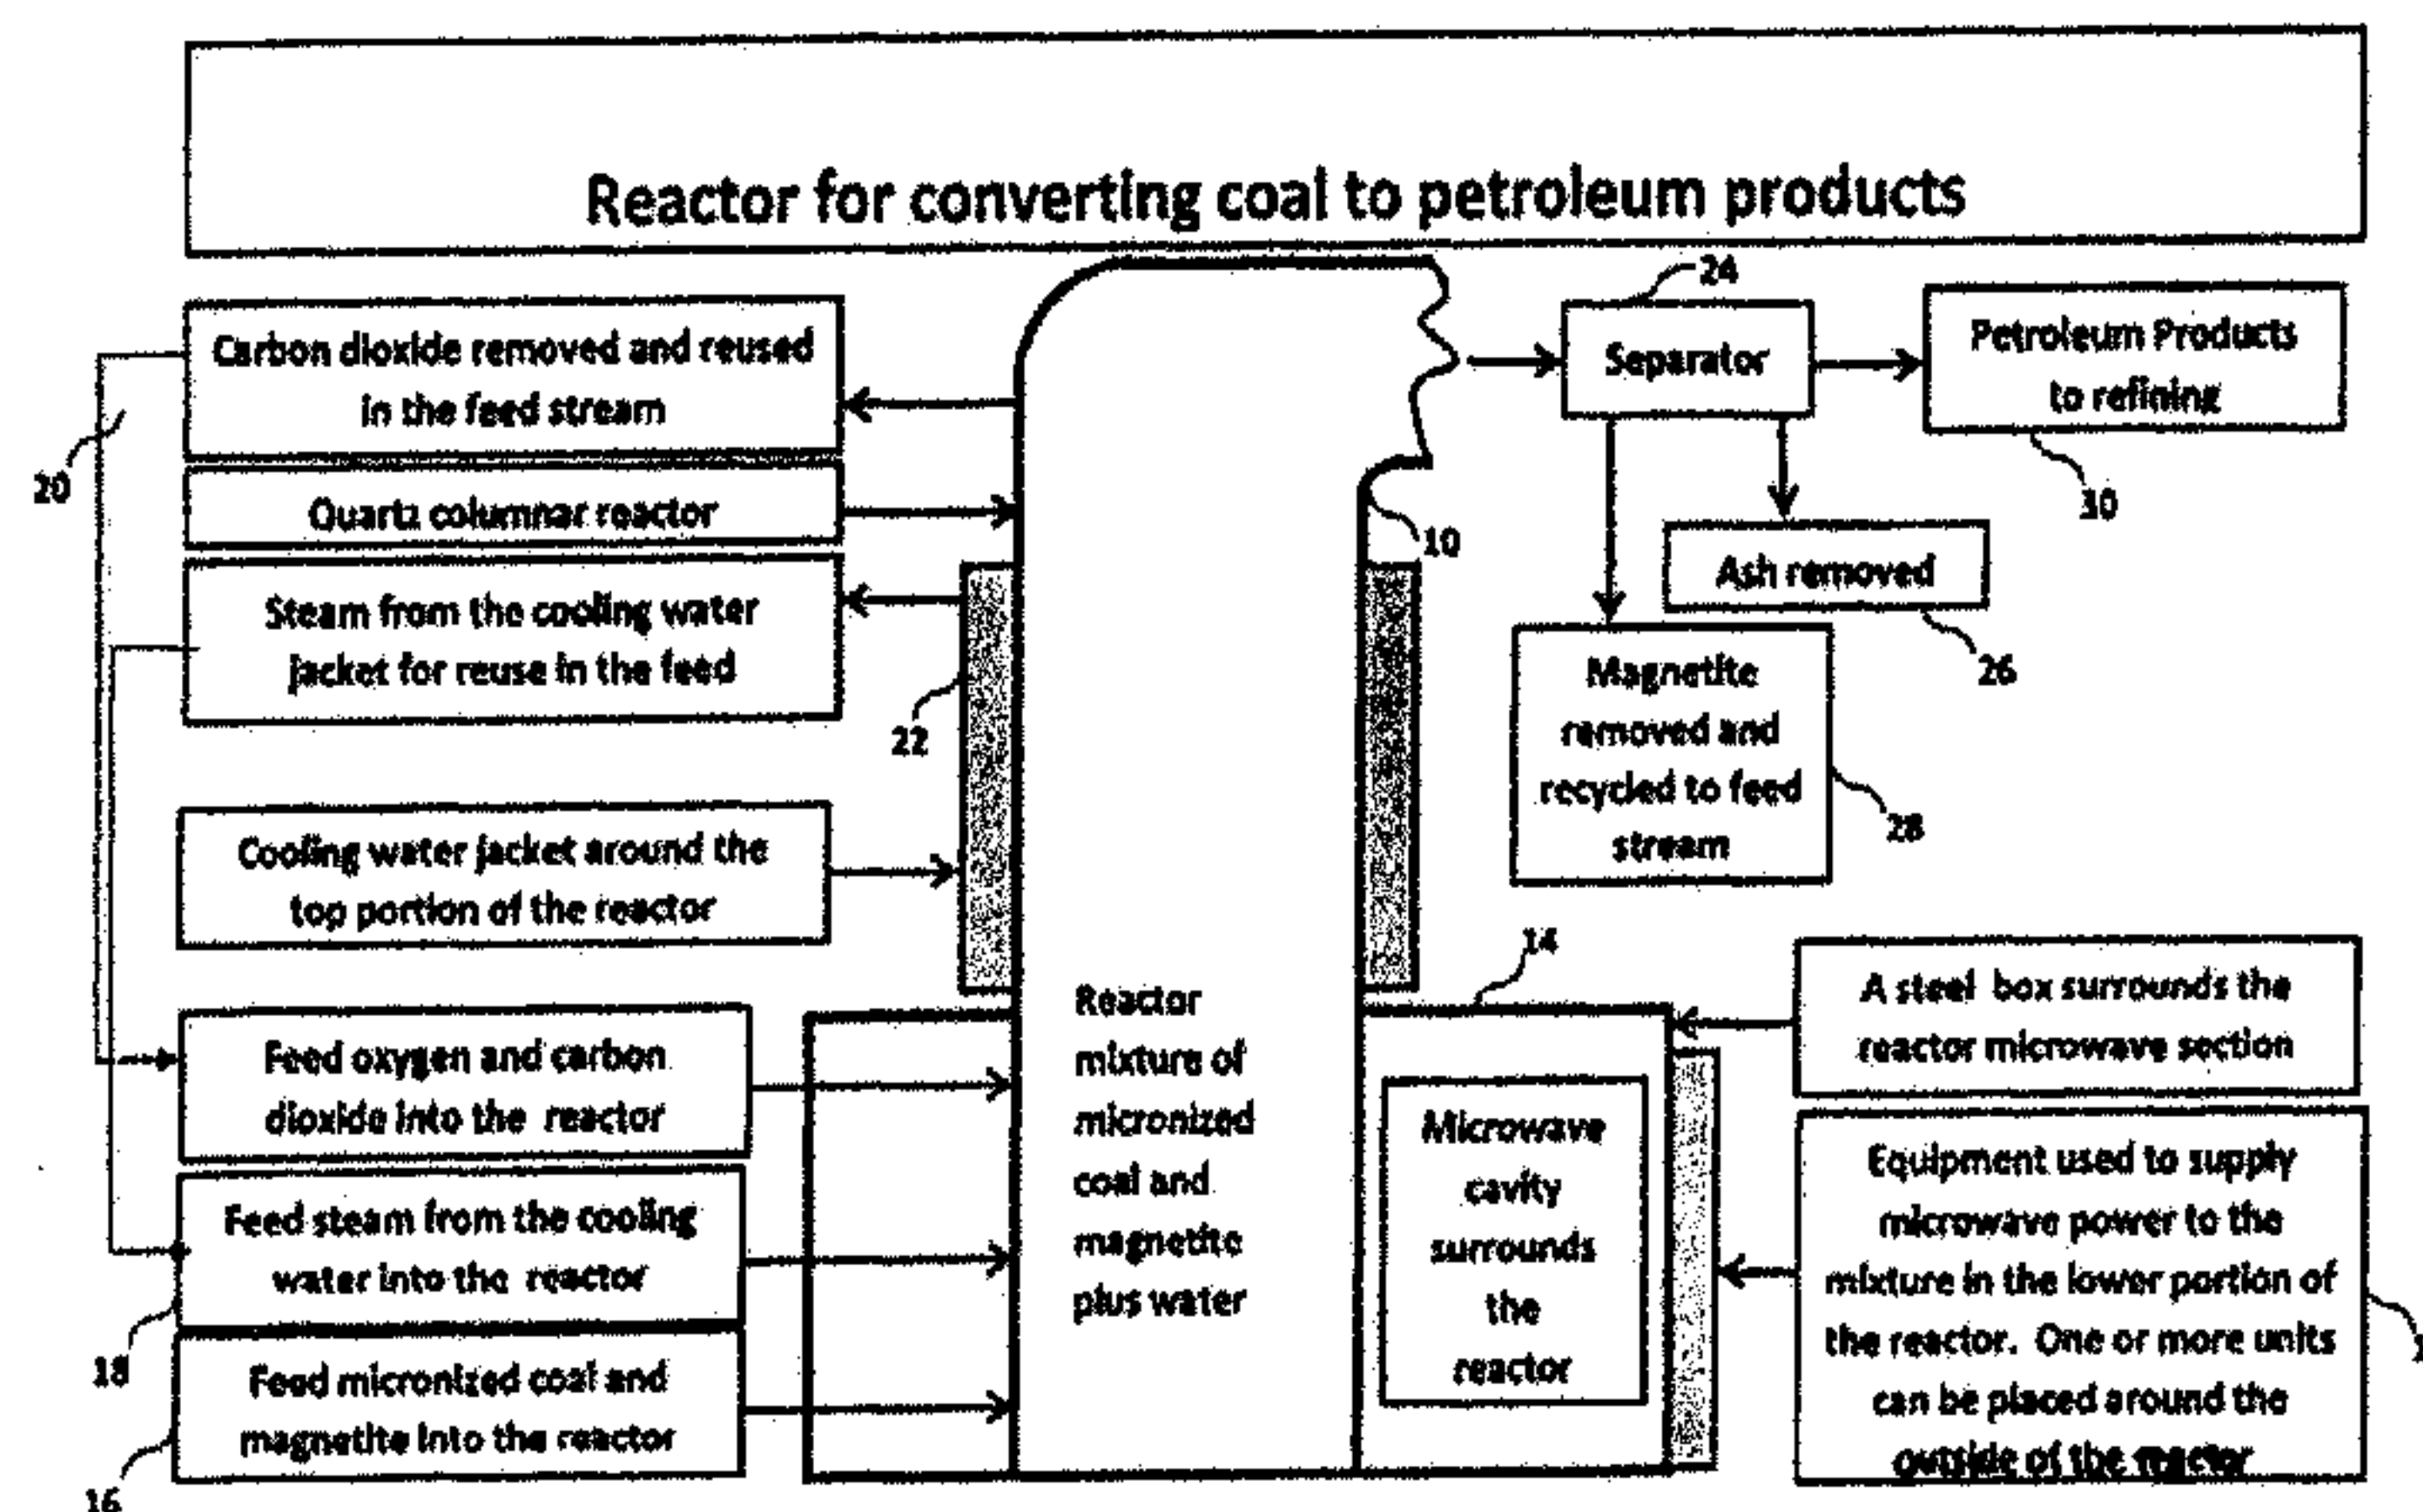 Reactor for converting coal to petroleum products
24
Carbon dioxide removed and reused
in the feed stream
Separator
Petroleum Products
to refining
20
30
Quartz columnar reactor
10
Ash removed
26
Steam from the cooling water
jacket for reuse in the feed
22
Magnetite
removed and
recycled to feed
stream
28
Cooling water jacket around the
top portion of the reactor
14
A steel box surrounds the
reactor microwave section
Feed oxygen and carbon
dioxide into the reactor
Reactor
mixture of
micronized
coal and
magnetite
plus water
Microwave
cavity
surrounds
the
reactor
Equipment used to supply
microwave power to the
mixture in the lower portion of
the reactor. One or more units
can be placed around the
outside of the reactor
Feed steam from the cooling
water into the reactor
18
Feed micronized coal and
magnetite into the reactor
16